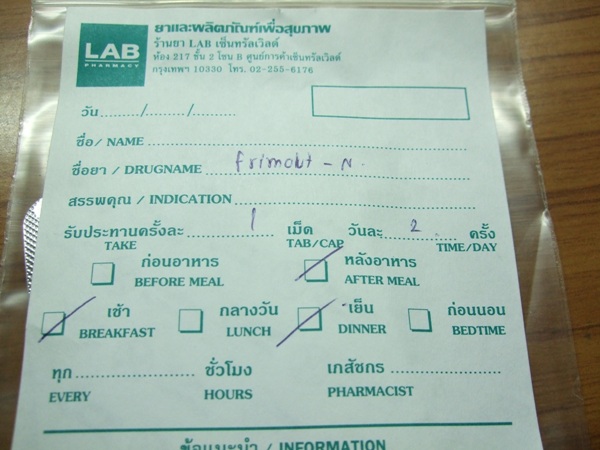 LAB
PHARMACY
ยาและผลิตภัณฑ์เพื่อสุขภาพ
ร้านยา LAB เซ็นทรัลเวิลด์
ห้อง 217 ชั้น 2 โซน B ศูนย์การค้าเซ็นทรัลเวิลด์
กรุงเทพฯ 10330 โทร. 02-255-6176
วัน ......../......../........
ชื่อ/ NAME
ชื่อยา / DRUGNAME Frimolut - N.
สรรพคุณ / INDICATION
รับประทานครั้งละ 1 เม็ด วันละ 2 ครั้ง
TAKE TAB/CAP TIME/DAY
ก่อนอาหาร หลังอาหาร
BEFORE MEAL AFTER MEAL
เช้า กลางวัน เย็น ก่อนนอน
BREAKFAST LUNCH DINNER BEDTIME
ทุก ชั่วโมง เภสัชกร
EVERY HOURS PHARMACIST
ข้อแนะนำ / INFORMATION